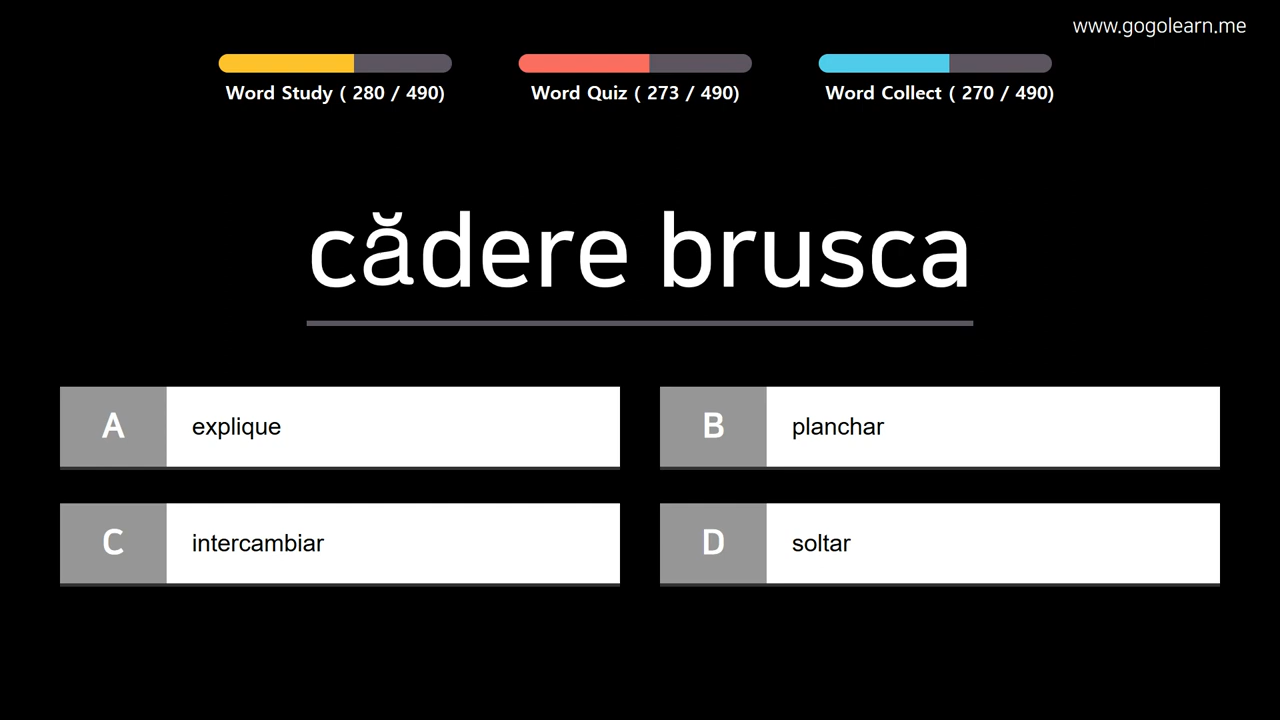 www.gogolearn.me
Word Study ( 280 / 490)
Word Quiz ( 273 / 490)
Word Collect ( 270 / 490)
cădere brusca
A explique
B planchar
C intercambiar
D soltar